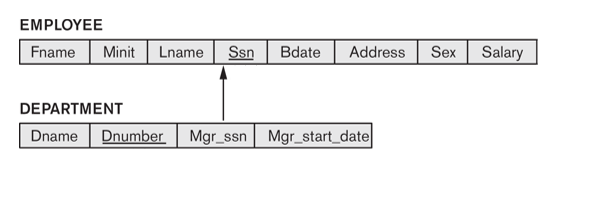 EMPLOYEE
Fname Minit Lname Ssn Bdate Address Sex Salary
DEPARTMENT
Dname Dnumber Mgr_ssn Mgr_start_date